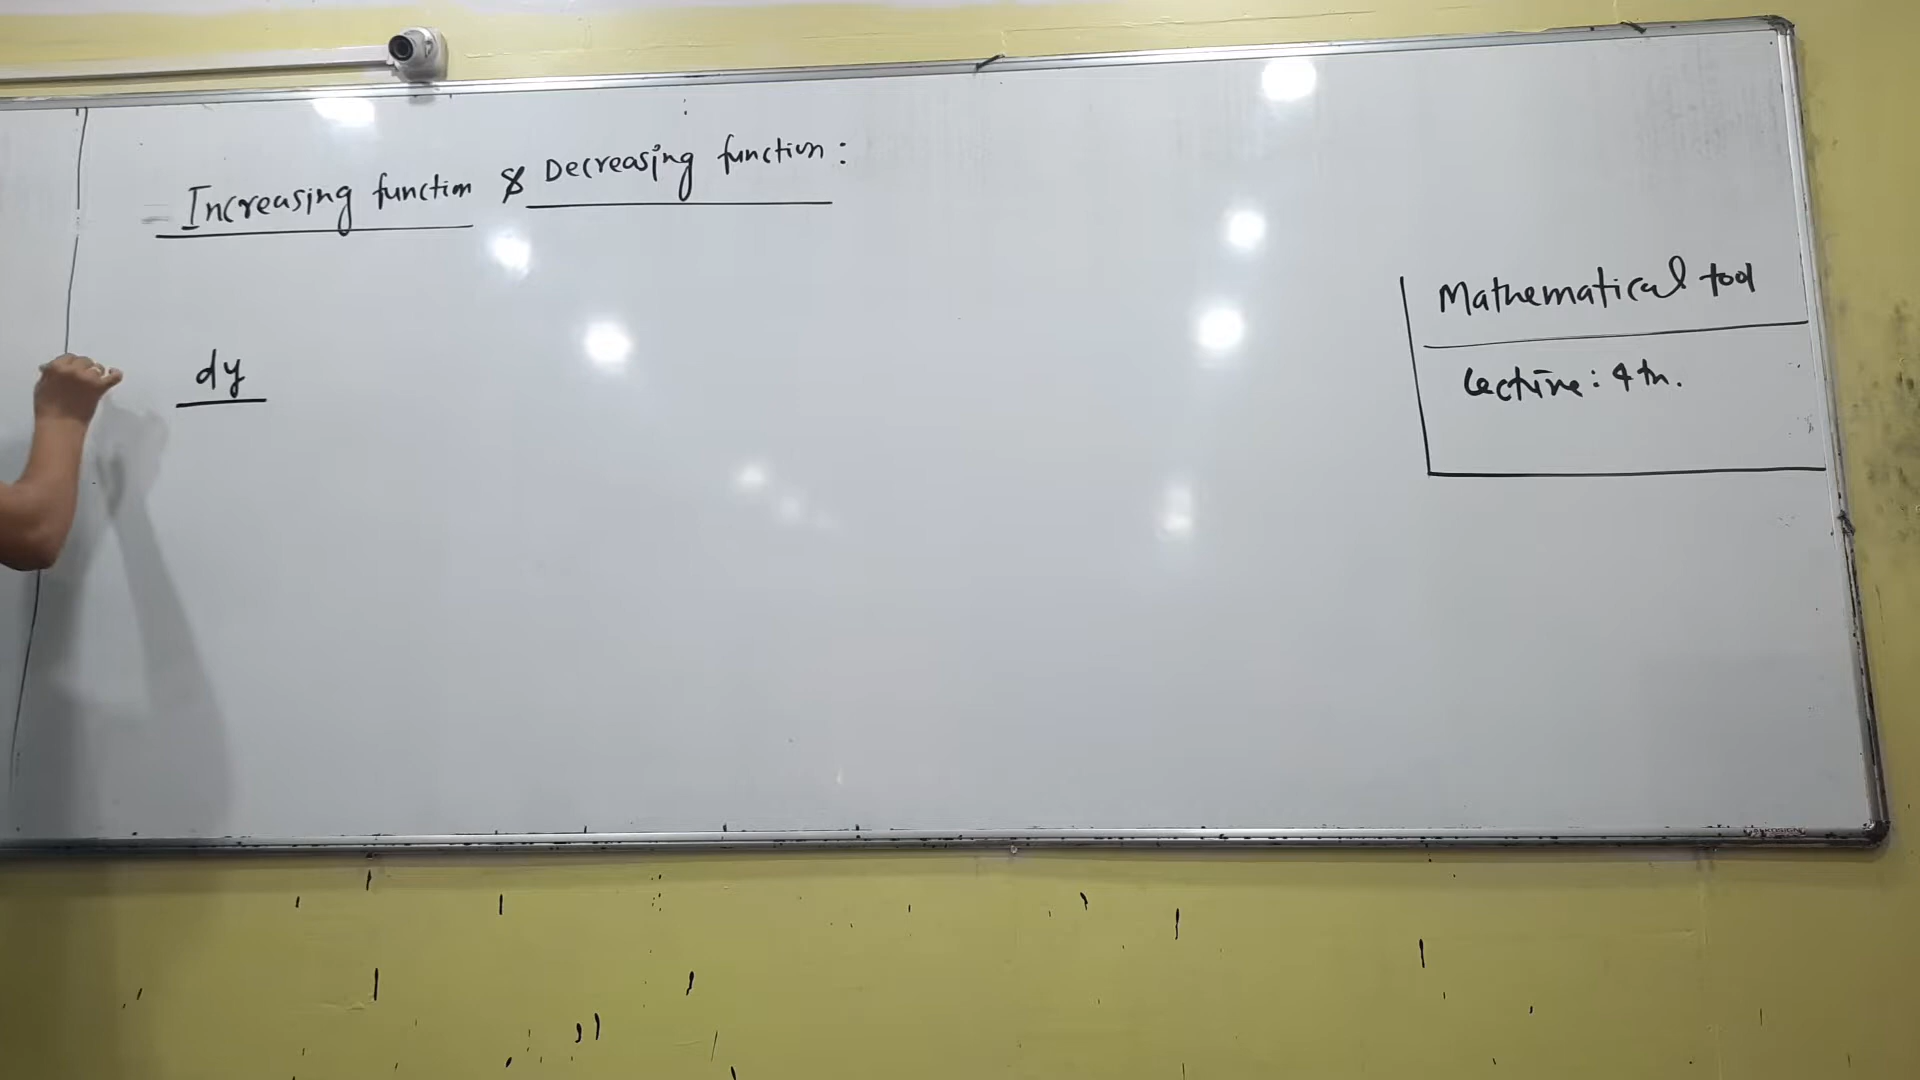 Increasing function & Decreasing function:
dy
Mathematical tool
Lecture: 4th.